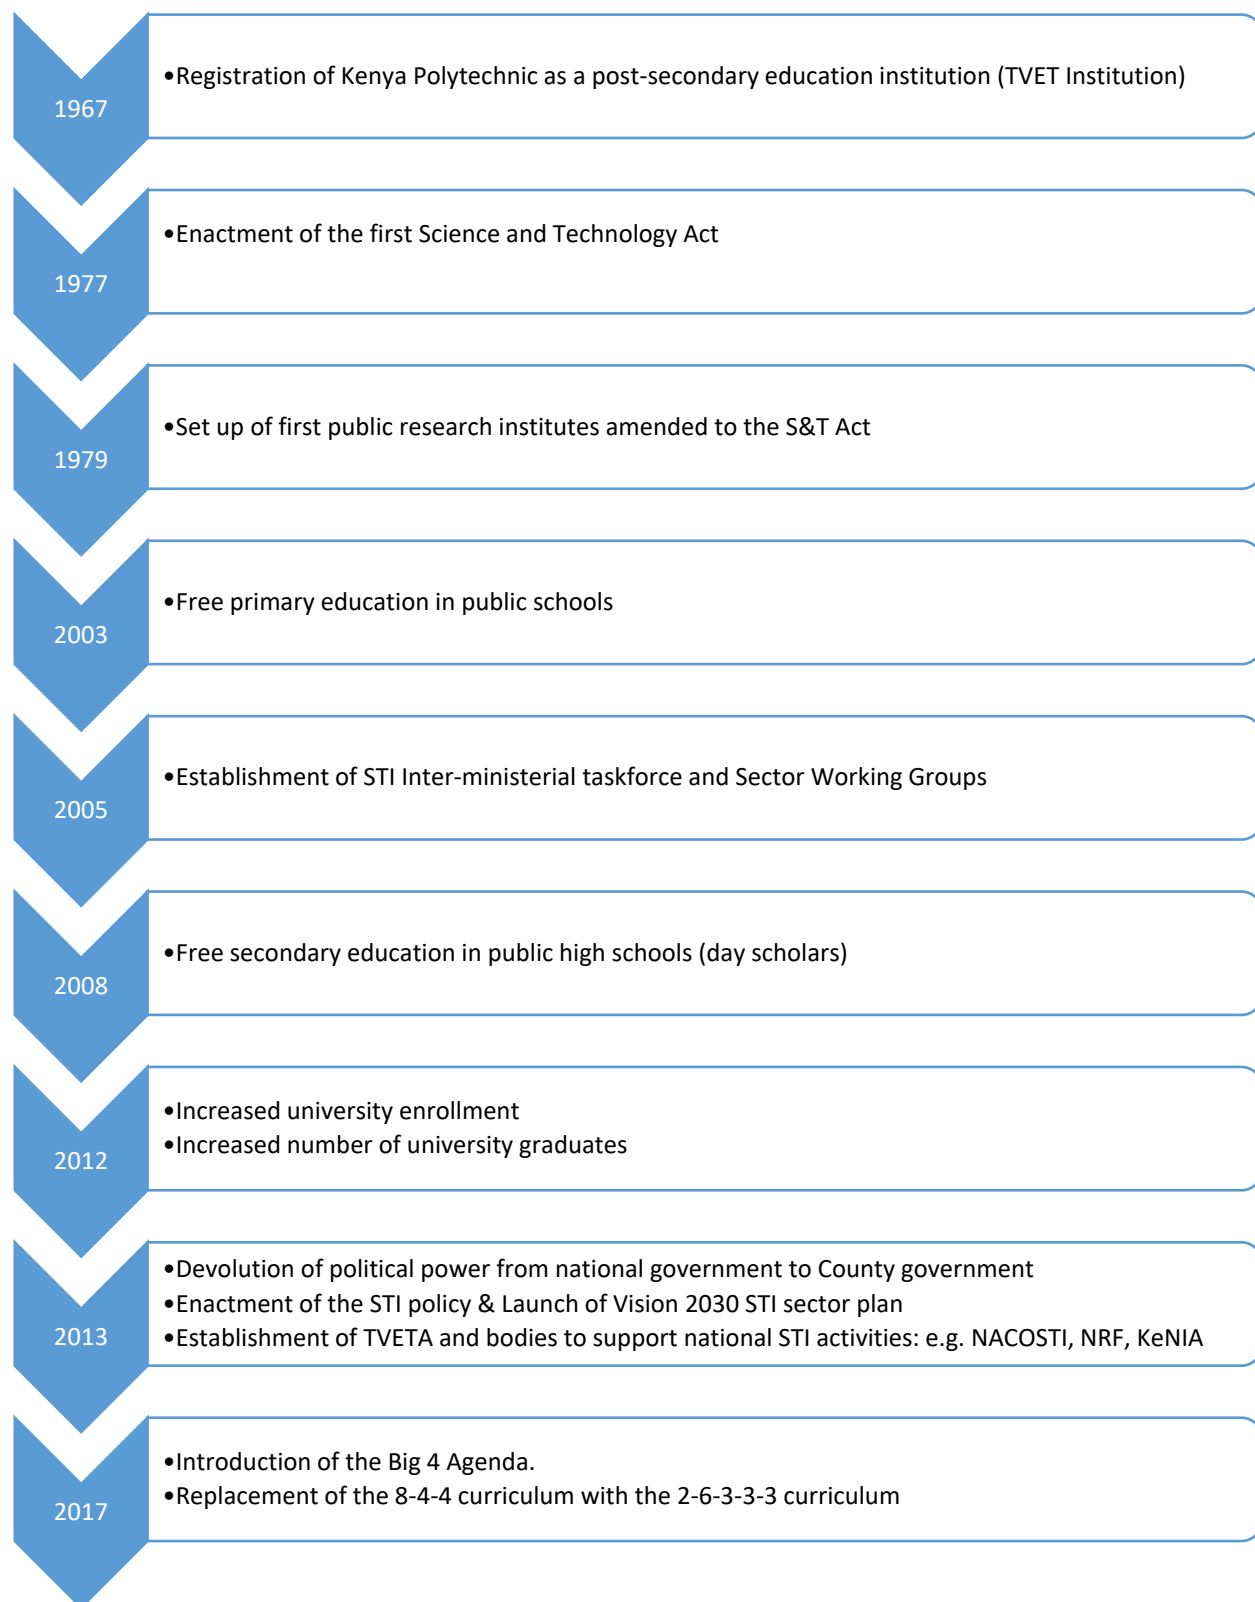 1967
•Registration of Kenya Polytechnic as a post-secondary education institution (TVET Institution)
1977
•Enactment of the first Science and Technology Act
1979
•Set up of first public research institutes amended to the S&T Act
2003
•Free primary education in public schools
2005
•Establishment of STI Inter-ministerial taskforce and Sector Working Groups
2008
•Free secondary education in public high schools (day scholars)
2012
•Increased university enrollment
•Increased number of university graduates
2013
•Devolution of political power from national government to County government
•Enactment of the STI policy & Launch of Vision 2030 STI sector plan
•Establishment of TVETA and bodies to support national STI activities: e.g. NACOSTI, NRF, KeNIA
2017
•Introduction of the Big 4 Agenda.
•Replacement of the 8-4-4 curriculum with the 2-6-3-3-3 curriculum